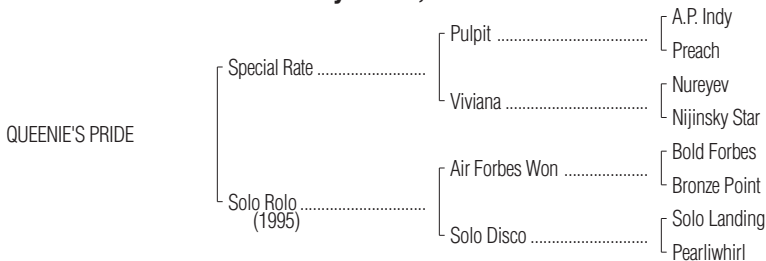 A.P. Indy
Pulpit
Preach
Special Rate
Nureyev
Viviana
Nijinsky Star
QUEENIE'S PRIDE
Bold Forbes
Air Forbes Won
Bronze Point
Solo Rolo
(1995)
Solo Landing
Solo Disco
Pearliwhirl